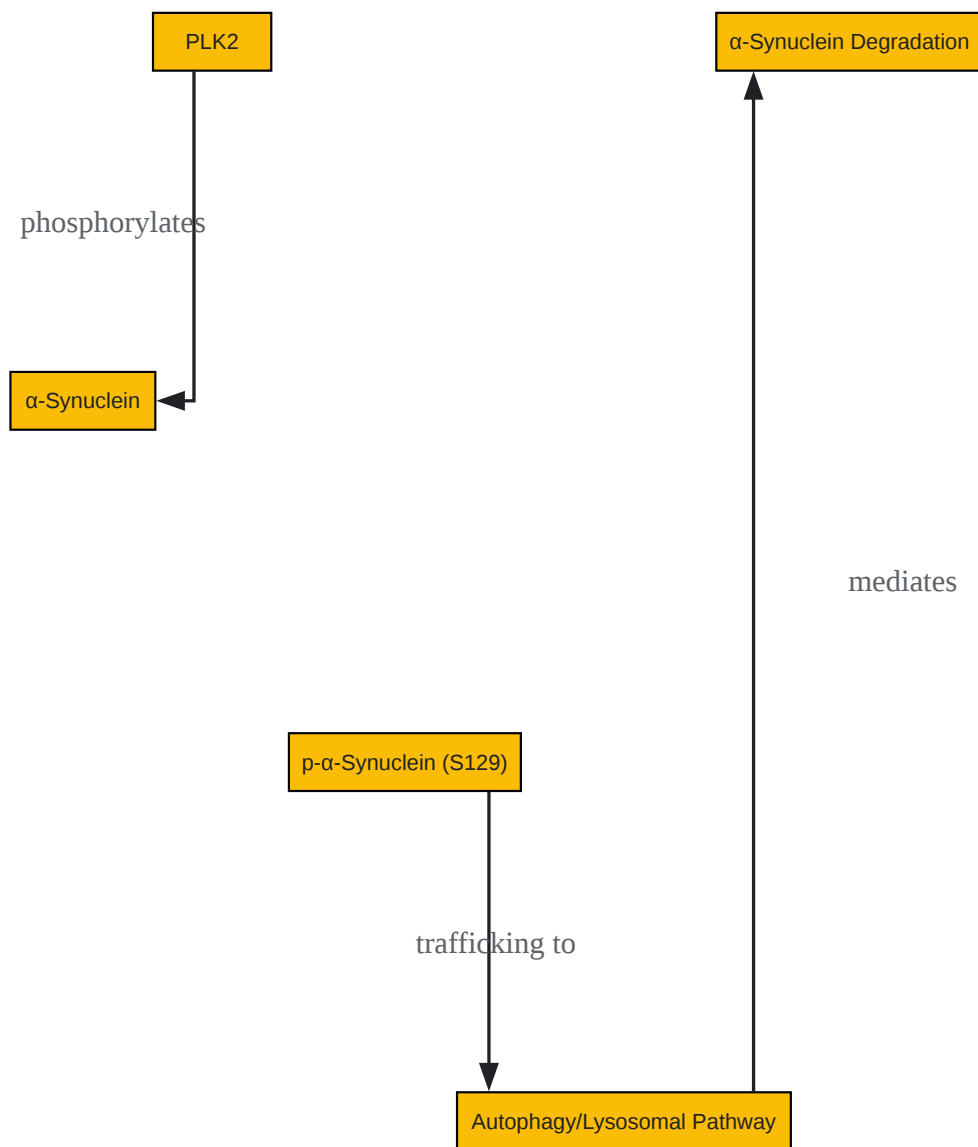 PLK2
α-Synuclein Degradation
phosphorylates
α-Synuclein
mediates
p-α-Synuclein (S129)
trafficking to
Autophagy/Lysosomal Pathway